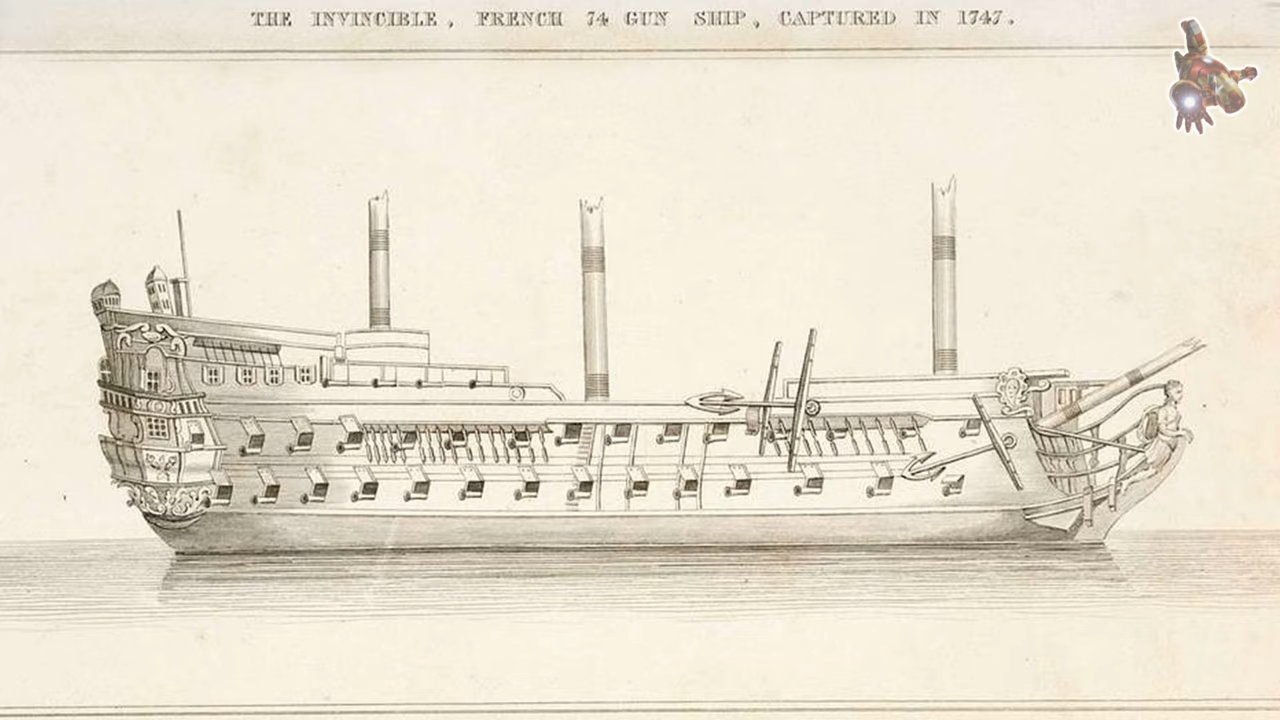 THE INVINCIBLE, FRENCH 74 GUN SHIP, CAPTURED IN 1747.